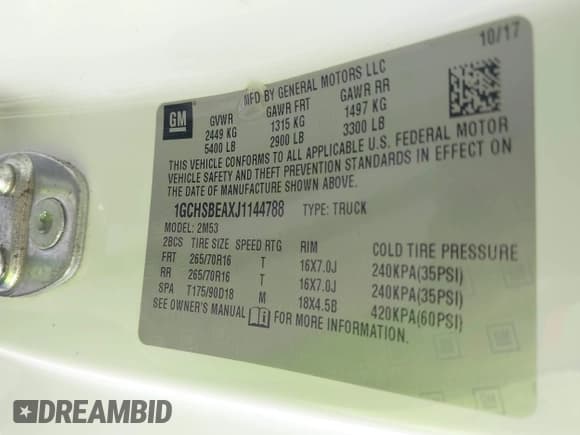 10/17
GM
MFD BY GENERAL MOTORS LLC
GVWR GAWR FRT GAWR RR
2449 KG 1315 KG 1497 KG
5400 LB 2900 LB 3300 LB
THIS VEHICLE CONFORMS TO ALL APPLICABLE U.S. FEDERAL MOTOR
VEHICLE SAFETY AND THEFT PREVENTION STANDARDS IN EFFECT ON
THE DATE OF MANUFACTURE SHOWN ABOVE.
1GCHSBEAXJ1144788 TYPE: TRUCK
MODEL: 2M53
2BCS TIRE SIZE SPEED RTG RIM COLD TIRE PRESSURE
FRT 265/70R16 T 16X7.0J 240KPA(35PSI)
RR 265/70R16 T 16X7.0J 240KPA(35PSI)
SPA T175/90D18 M 18X4.5B 420KPA(60PSI)
SEE OWNER'S MANUAL FOR MORE INFORMATION.
DREAMBID